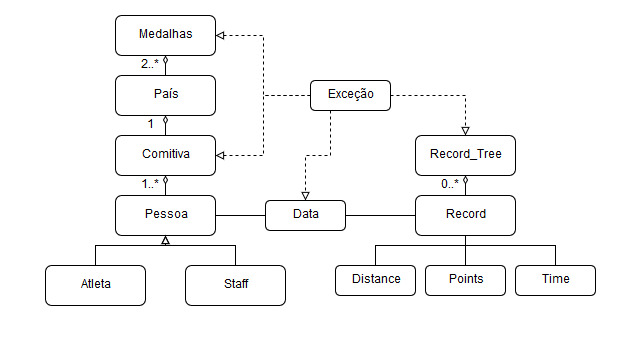 Medalhas
2..*
País
Exceção
1
Comitiva
Record_Tree
1..*
0..*
Pessoa
Data
Record
Atleta
Staff
Distance
Points
Time